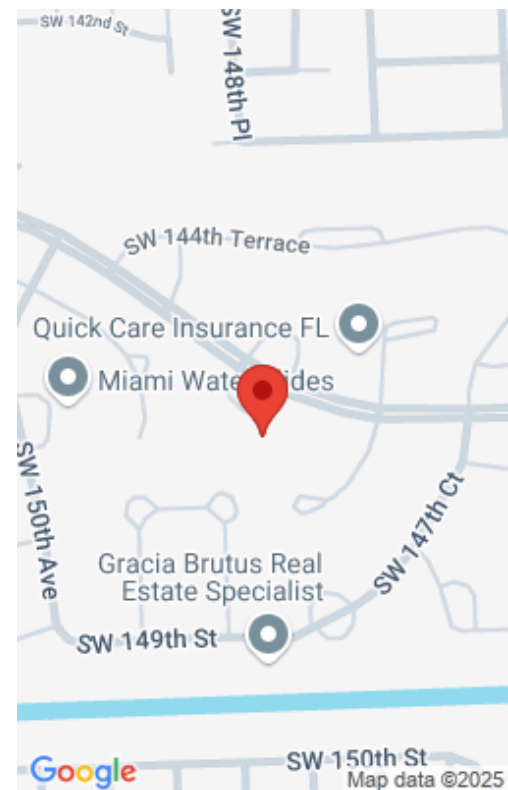 SW 142nd St
SW 148th Pl
SW 144th Terrace
Quick Care Insurance FL
Miami Wate ides
SW 150th Ave
SW 147th Ct
Gracia Brutus Real
Estate Specialist
SW 149th St
SW 150th St
Google
Map data ©2025